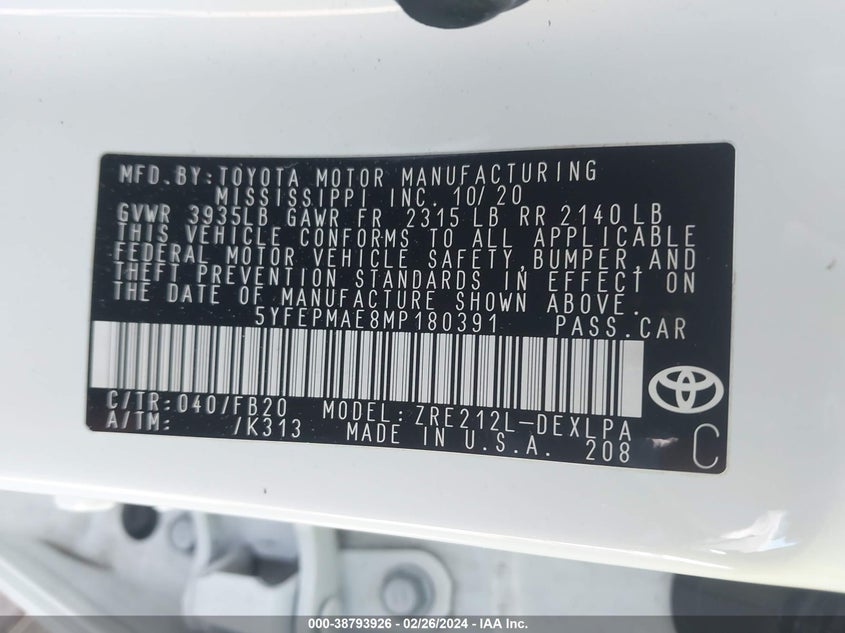 MFD. BY: TOYOTA MOTOR MANUFACTURING
MISSISSIPPI INC. 10/20
GVWR 3935LB GAWR FR 2315 LB RR 2140 LB
THIS VEHICLE CONFORMS TO ALL APPLICABLE
FEDERAL MOTOR VEHICLE SAFETY, BUMPER, AND
THEFT PREVENTION STANDARDS IN EFFECT ON
THE DATE OF MANUFACTURE SHOWN ABOVE.
5YFEPMAE8MP180391 PASS. CAR
C/TR: 040/FB20 MODEL: ZRE212L-DEXLPA
A/TM: /K313 MADE IN U.S.A. 208 C
000-38793926 - 02/26/2024 - IAA Inc.